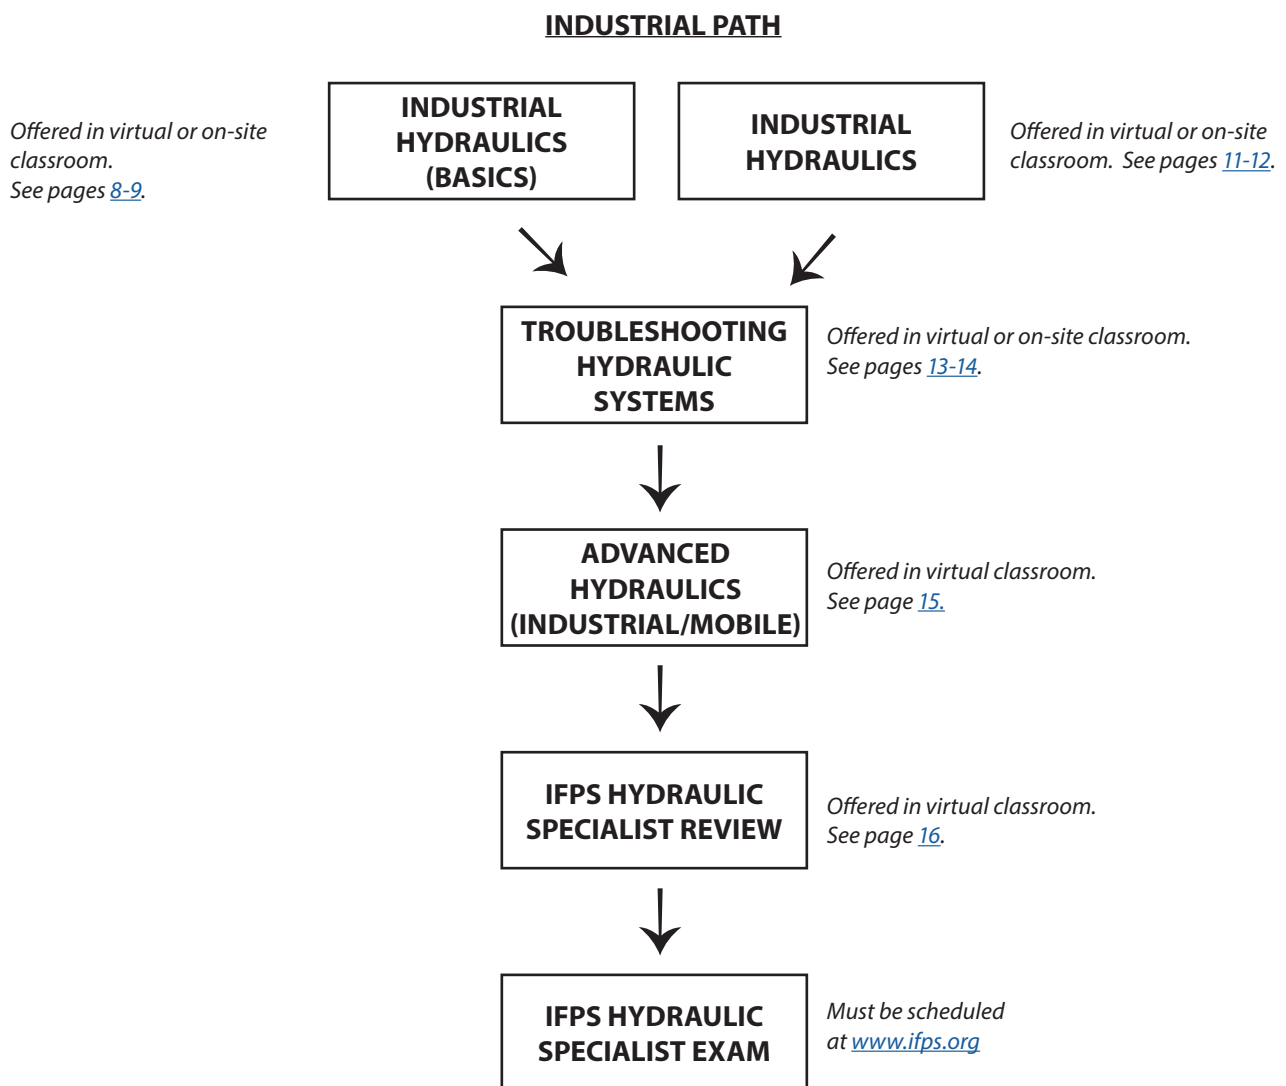 INDUSTRIAL PATH
Offered in virtual or on-site
classroom.
See pages 8-9.
INDUSTRIAL
HYDRAULICS
(BASICS)
INDUSTRIAL
HYDRAULICS
Offered in virtual or on-site
classroom.  See pages 11-12.
TROUBLESHOOTING
HYDRAULIC
SYSTEMS
Offered in virtual or on-site classroom.
See pages 13-14.
ADVANCED
HYDRAULICS
(INDUSTRIAL/MOBILE)
Offered in virtual classroom.
See page 15.
IFPS HYDRAULIC
SPECIALIST REVIEW
Offered in virtual classroom.
See page 16.
IFPS HYDRAULIC
SPECIALIST EXAM
Must be scheduled
at www.ifps.org